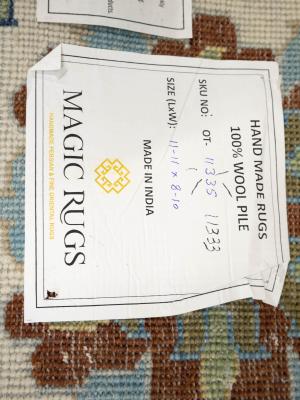 HAND MADE RUGS
100% WOOL PILE
SKU NO: OT- 11335 11333
SIZE (LxW): 11-11 x 8-10
MADE IN INDIA
MAGIC RUGS
HANDMADE PERSIAN & FINE ORIENTAL RUGS